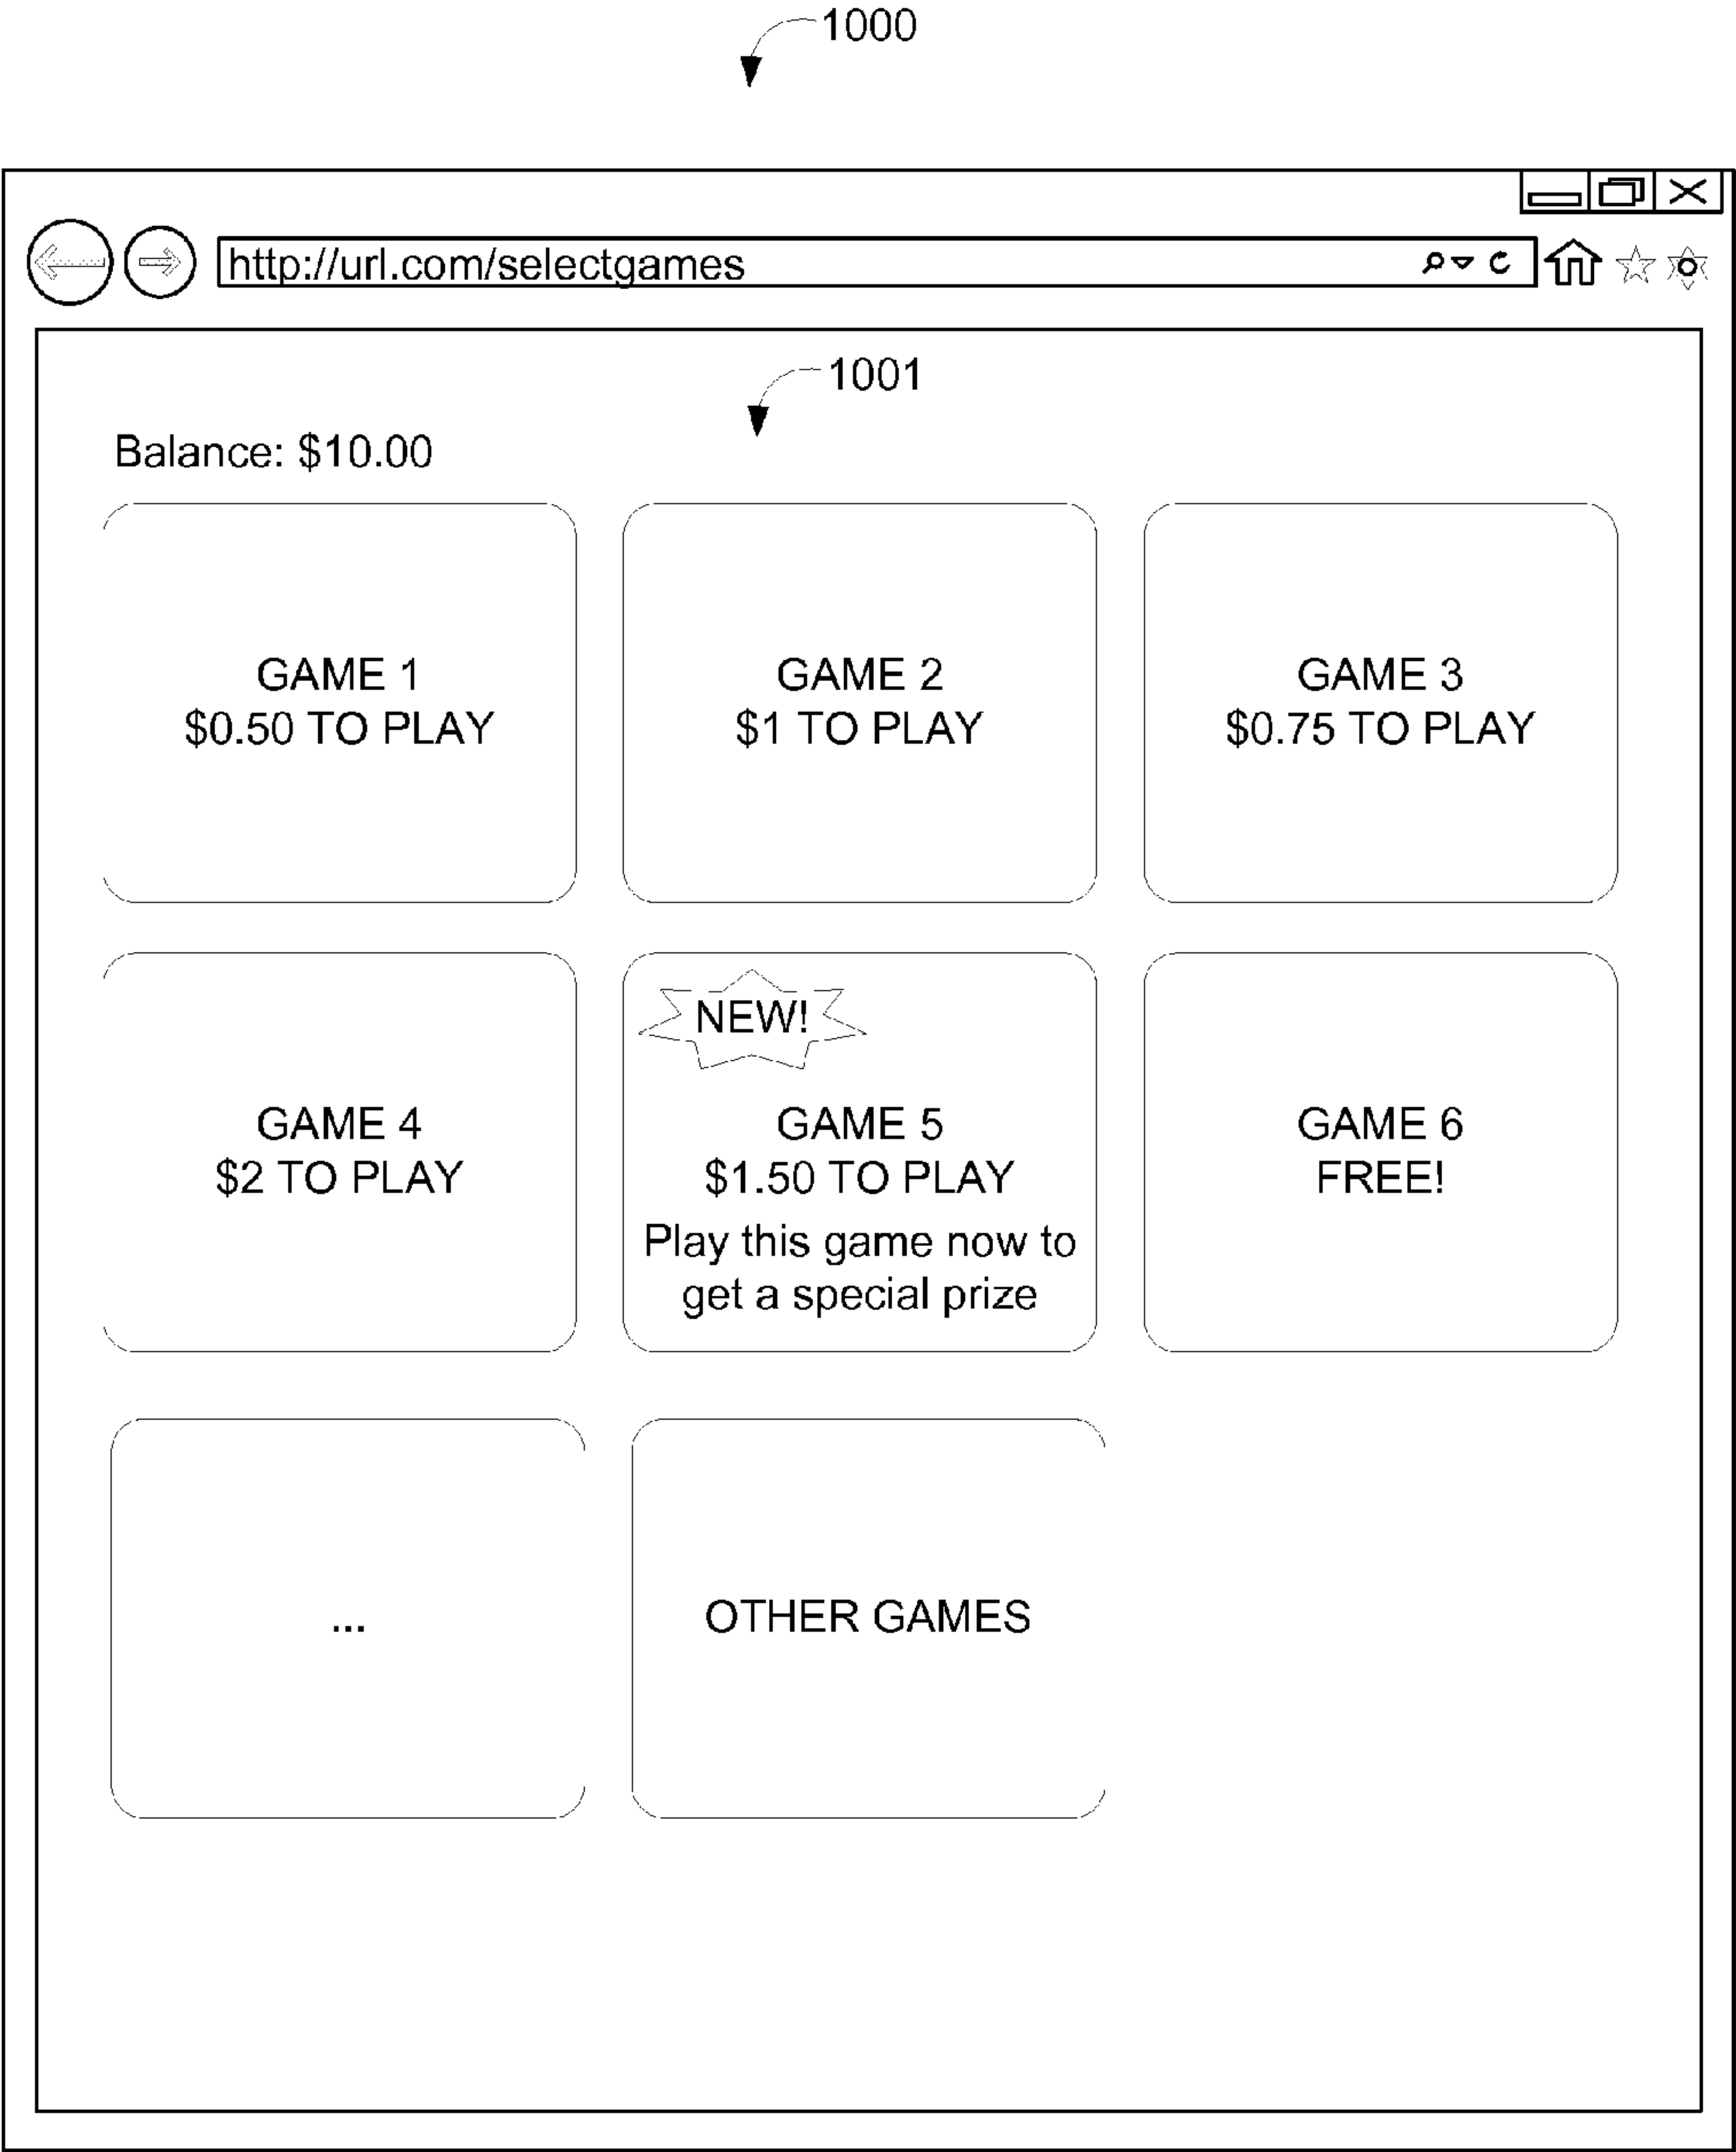 1000
http://url.com/selectgames
1001
Balance: $10.00
GAME 1
$0.50 TO PLAY
GAME 2
$1 TO PLAY
GAME 3
$0.75 TO PLAY
GAME 4
$2 TO PLAY
NEW!
GAME 5
$1.50 TO PLAY
Play this game now to
get a special prize
GAME 6
FREE!
...
OTHER GAMES